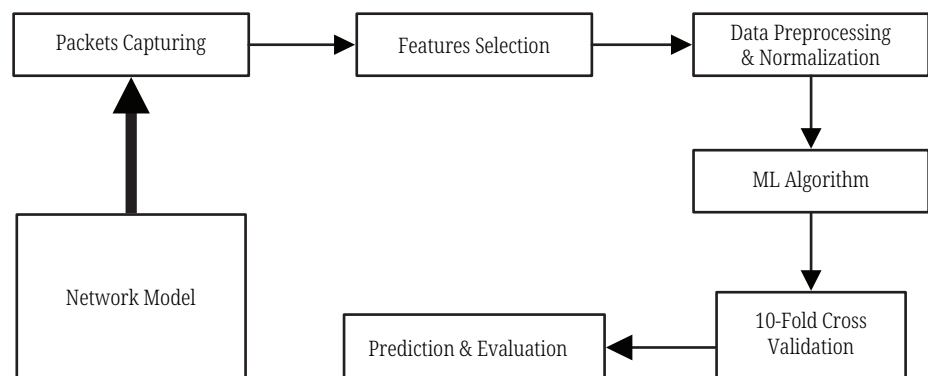 Packets Capturing
Features Selection
Data Preprocessing
& Normalization
ML Algorithm
Network Model
10-Fold Cross
Validation
Prediction & Evaluation